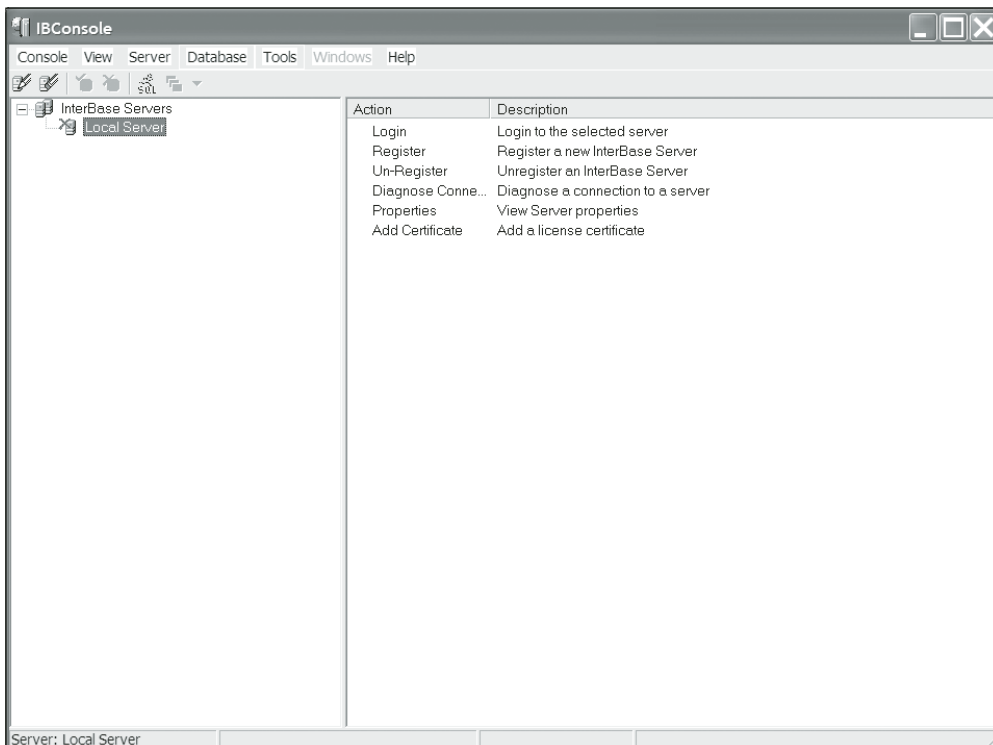 IBConsole
Console View Server Database Tools Windows Help
SQL
InterBase Servers
Local Server
Action Description
Login Login to the selected server
Register Register a new InterBase Server
Un-Register Unregister an InterBase Server
Diagnose Conne... Diagnose a connection to a server
Properties View Server properties
Add Certificate Add a license certificate
Server: Local Server